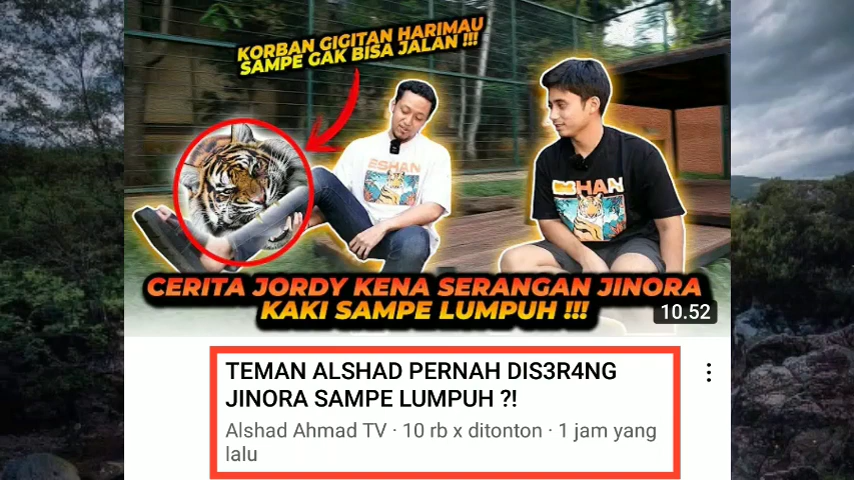 KORBAN GIGITAN HARIMAU
SAMPE GAK BISA JALAN !!!
ESHAN
SHAN
CERITA JORDY KENA SERANGAN JINORA
KAKI SAMPE LUMPUH !!!
10.52
TEMAN ALSHAD PERNAH DIS3R4NG
JINORA SAMPE LUMPUH ?!
Alshad Ahmad TV · 10 rb x ditonton · 1 jam yang
lalu